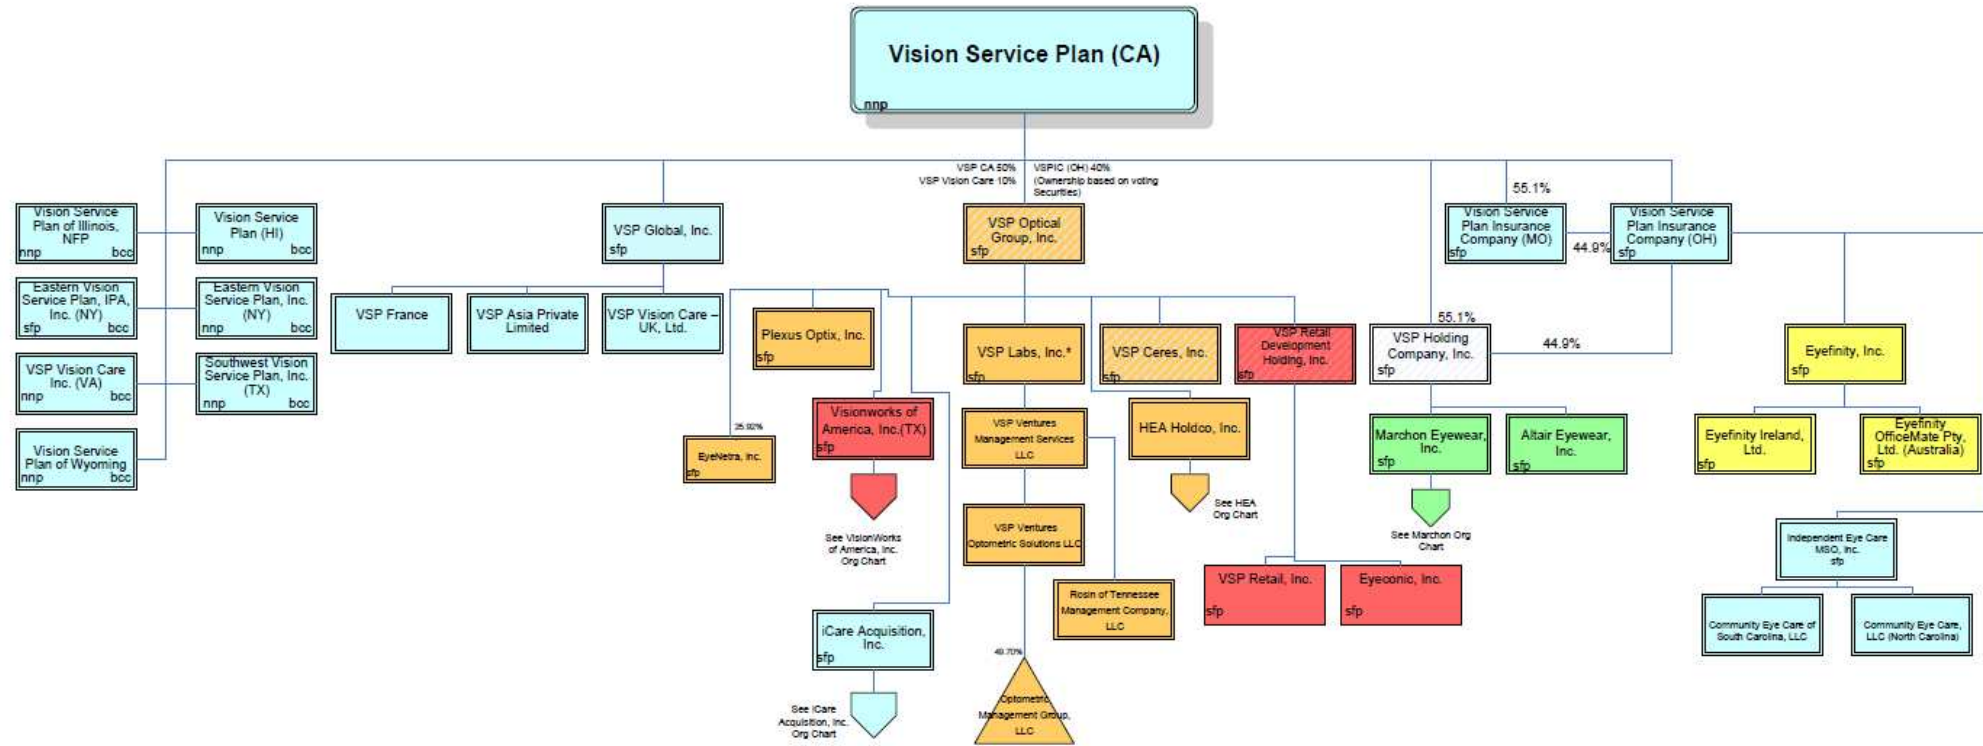 Vision Service Plan (CA)
nnp
VSP CA 50%
VSP Vision Care 10%
VSPIC (OH) 40%
(Ownership based on voting
Securities)
Vision Service
Plan of Illinois,
NFP
nnp bcc
Vision Service
Plan (HI)
nnp bcc
Eastern Vision
Service Plan, IPA,
Inc. (NY)
sfp bcc
Eastern Vision
Service Plan, Inc.
(NY)
nnp bcc
VSP Vision Care
Inc. (VA)
nnp bcc
Southwest Vision
Service Plan, Inc.
(TX)
nnp bcc
Vision Service
Plan of Wyoming
nnp bcc
VSP Global, Inc.
sfp
VSP France
VSP Asia Private
Limited
VSP Vision Care –
UK, Ltd.
VSP Optical
Group, Inc.
sfp
Plexus Optix, Inc.
sfp
VSP Labs, Inc.*
sfp
VSP Ceres, Inc.
sfp
VSP Retail
Development
Holding, Inc.
sfp
25.92%
EyeNetra, Inc.
sfp
Visionworks of
America, Inc.(TX)
sfp
See VisionWorks
of America, Inc.
Org Chart
VSP Ventures
Management Services
LLC
VSP Ventures
Optometric Solutions LLC
Rosin of Tennessee
Management Company,
LLC
49.70%
Optometric
Management Group,
LLC
HEA Holdco, Inc.
See HEA
Org Chart
iCare Acquisition,
Inc.
sfp
See iCare
Acquisition, Inc.
Org Chart
VSP Retail, Inc.
sfp
Eyeconic, Inc.
sfp
55.1%
Vision Service
Plan Insurance
Company (MO)
sfp
44.9%
Vision Service
Plan Insurance
Company (OH)
sfp
55.1%
VSP Holding
Company, Inc.
sfp
44.9%
Marchon Eyewear,
Inc.
sfp
Altair Eyewear,
Inc.
sfp
See Marchon Org
Chart
Eyefinity, Inc.
sfp
Eyefinity Ireland,
Ltd.
sfp
Eyefinity
OfficeMate Pty,
Ltd. (Australia)
sfp
Independent Eye Care
MSO, Inc.
sfp
Community Eye Care of
South Carolina, LLC
Community Eye Care,
LLC (North Carolina)